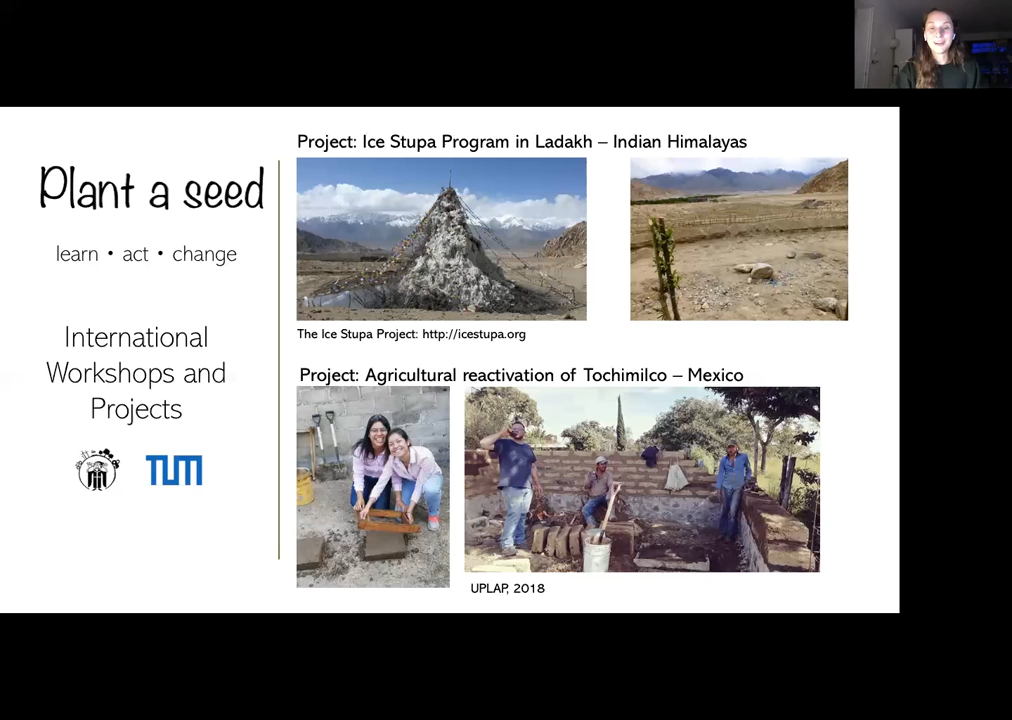 Plant a seed
learn • act • change
International
Workshops and
Projects
TUM
Project: Ice Stupa Program in Ladakh – Indian Himalayas
The Ice Stupa Project: http://icestupa.org
Project: Agricultural reactivation of Tochimilco – Mexico
UPLAP, 2018